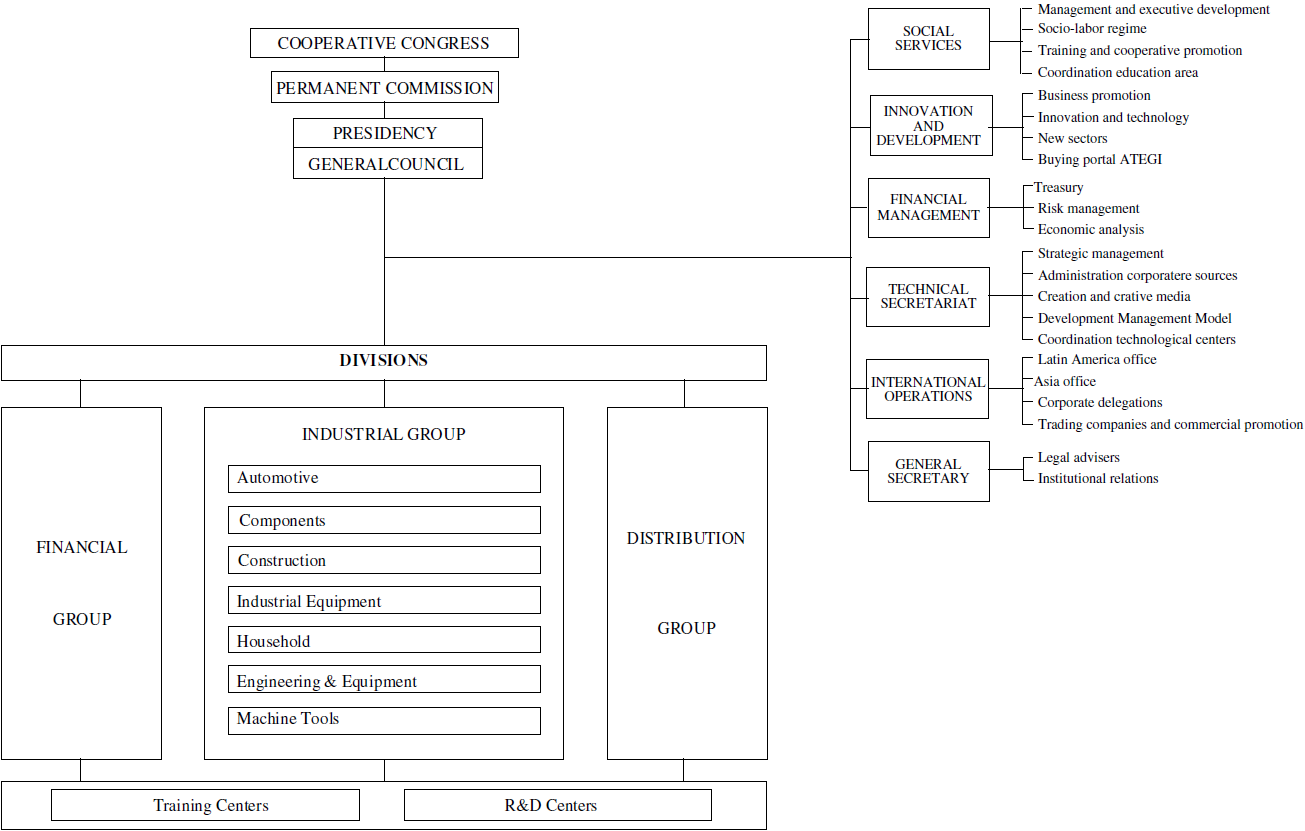 COOPERATIVE CONGRESS
PERMANENT COMMISSION
PRESIDENCY
GENERALCOUNCIL
SOCIAL
SERVICES
Management and executive development
Socio-labor regime
Training and cooperative promotion
Coordination education area
INNOVATION
AND
DEVELOPMENT
Business promotion
Innovation and technology
New sectors
Buying portal ATEGI
FINANCIAL
MANAGEMENT
Treasury
Risk management
Economic analysis
TECHNICAL
SECRETARIAT
Strategic management
Administration corporatere sources
Creation and crative media
Development Management Model
Coordination technological centers
INTERNATIONAL
OPERATIONS
Latin America office
Asia office
Corporate delegations
Trading companies and commercial promotion
GENERAL
SECRETARY
Legal advisers
Institutional relations
DIVISIONS
FINANCIAL
GROUP
INDUSTRIAL GROUP
Automotive
Components
Construction
Industrial Equipment
Household
Engineering & Equipment
Machine Tools
DISTRIBUTION
GROUP
Training Centers
R&D Centers